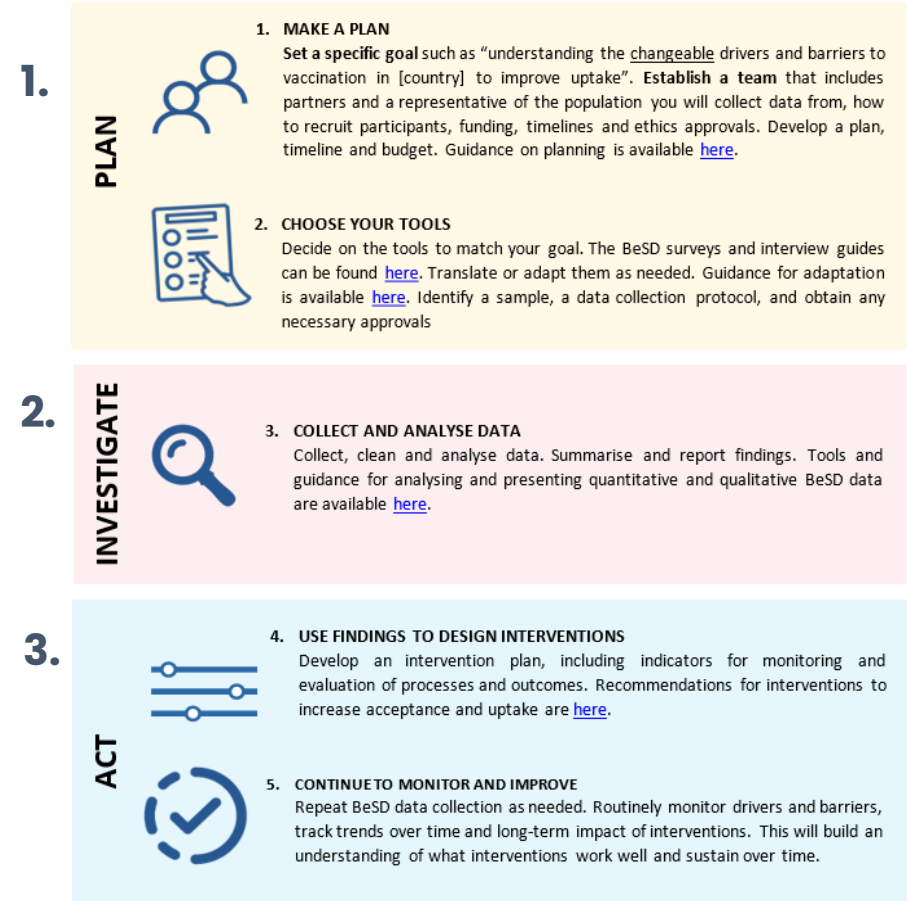 1.
PLAN
1. MAKE A PLAN
Set a specific goal such as “understanding the changeable drivers and barriers to
vaccination in [country] to improve uptake”. Establish a team that includes
partners and a representative of the population you will collect data from, how
to recruit participants, funding, timelines and ethics approvals. Develop a plan,
timeline and budget. Guidance on planning is available here.
2. CHOOSE YOUR TOOLS
Decide on the tools to match your goal. The BeSD surveys and interview guides
can be found here. Translate or adapt them as needed. Guidance for adaptation
is available here. Identify a sample, a data collection protocol, and obtain any
necessary approvals
2.
INVESTIGATE
3. COLLECT AND ANALYSE DATA
Collect, clean and analyse data. Summarise and report findings. Tools and
guidance for analysing and presenting quantitative and qualitative BeSD data
are available here.
3.
ACT
4. USE FINDINGS TO DESIGN INTERVENTIONS
Develop an intervention plan, including indicators for monitoring and
evaluation of processes and outcomes. Recommendations for interventions to
increase acceptance and uptake are here.
5. CONTINUE TO MONITOR AND IMPROVE
Repeat BeSD data collection as needed. Routinely monitor drivers and barriers,
track trends over time and long-term impact of interventions. This will build an
understanding of what interventions work well and sustain over time.